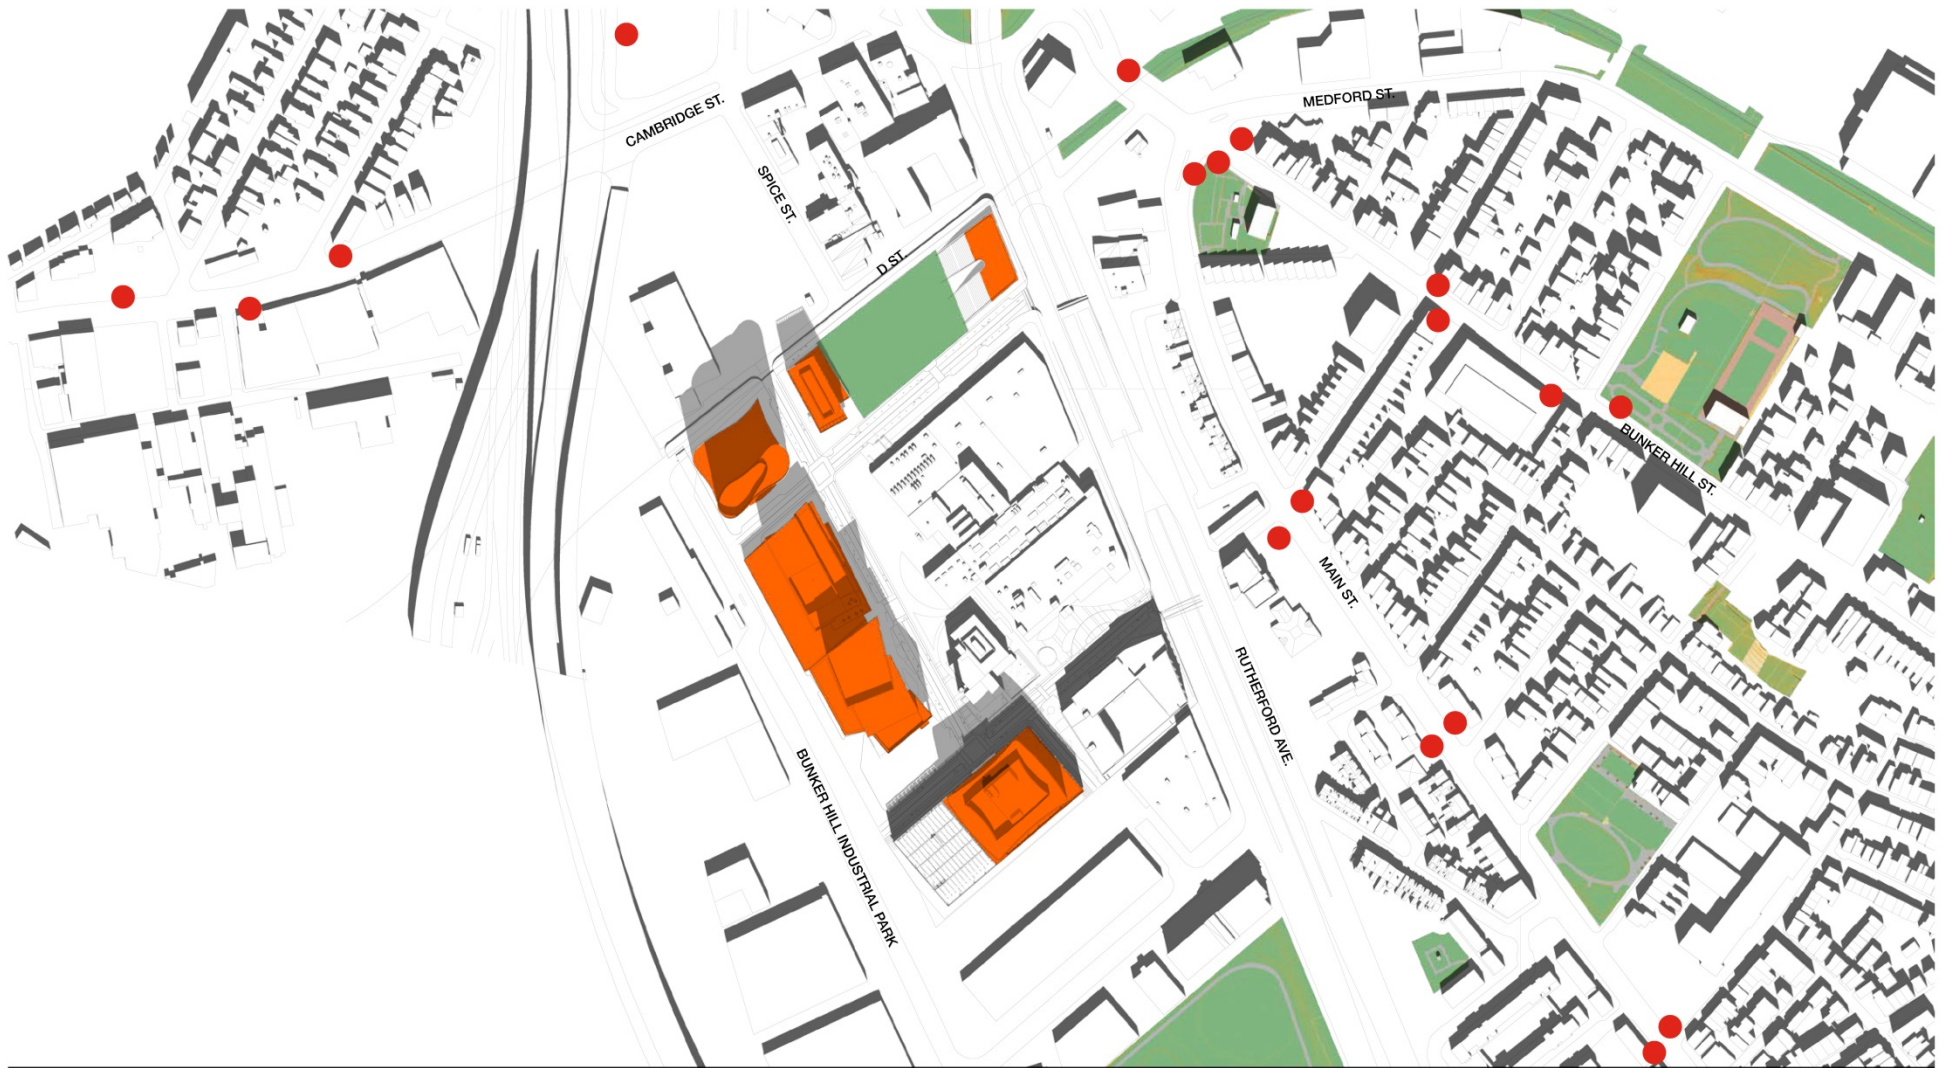 CAMBRIDGE ST.
MEDFORD ST.
SPICE ST.
D ST.
BUNKER HILL ST.
MAIN ST.
RUTHERFORD AVE.
BUNKER HILL INDUSTRIAL PARK